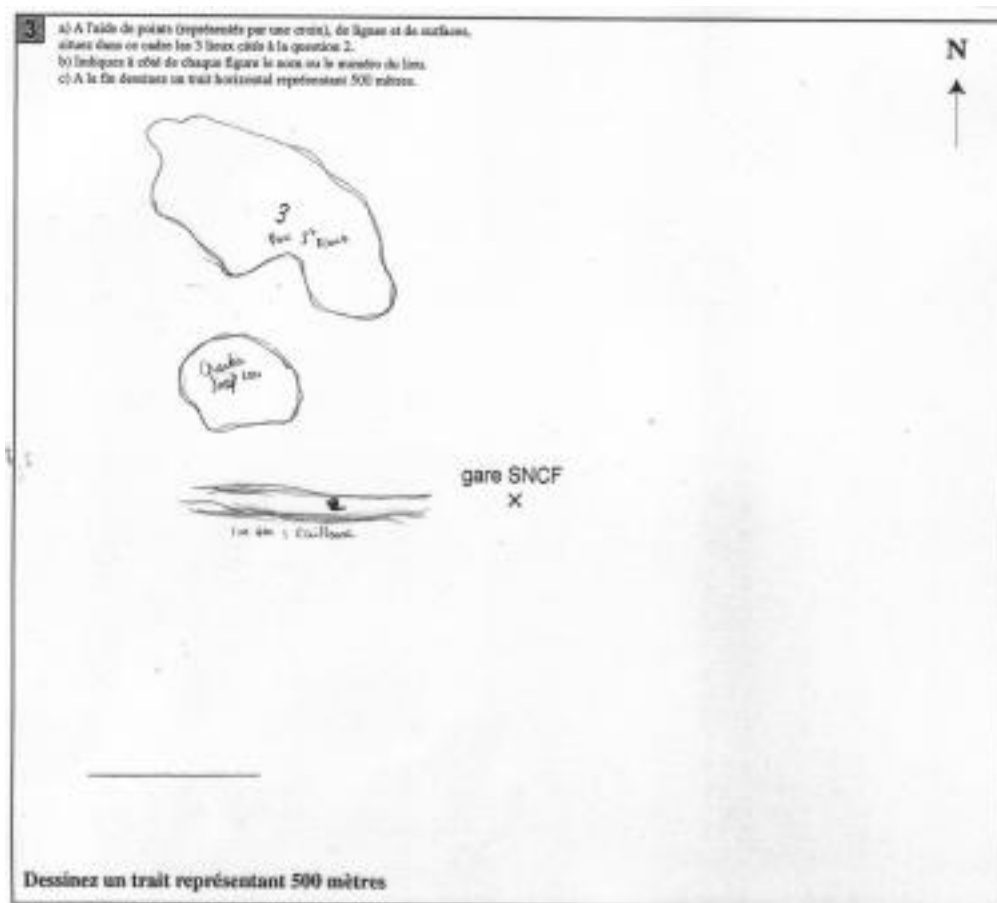 3
a) A l'aide de points (représentés par une croix), de lignes et de surfaces,
situez dans ce cadre les 3 lieux cités à la question 2.
b) Indiquez à côté de chaque figure le nom ou le numéro du lieu.
c) A la fin dessinez un trait horizontal représentant 500 mètres.
N
3
gare SNCF
Dessinez un trait représentant 500 mètres